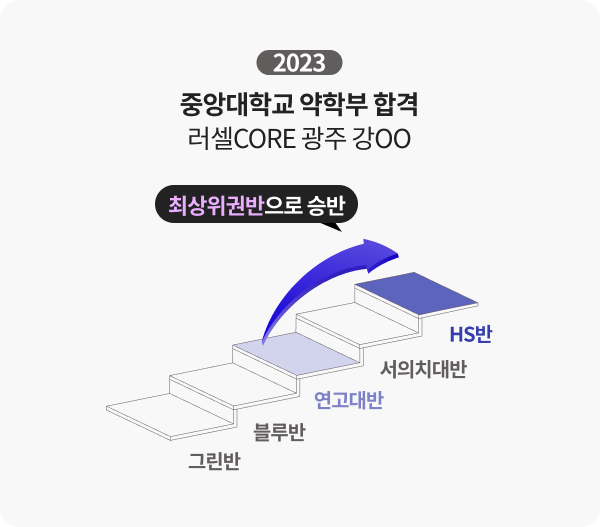 2023
중앙대학교 약학부 합격
러셀CORE 광주 강OO
최상위권반으로 승반
HS반
서의치대반
연고대반
블루반
그린반